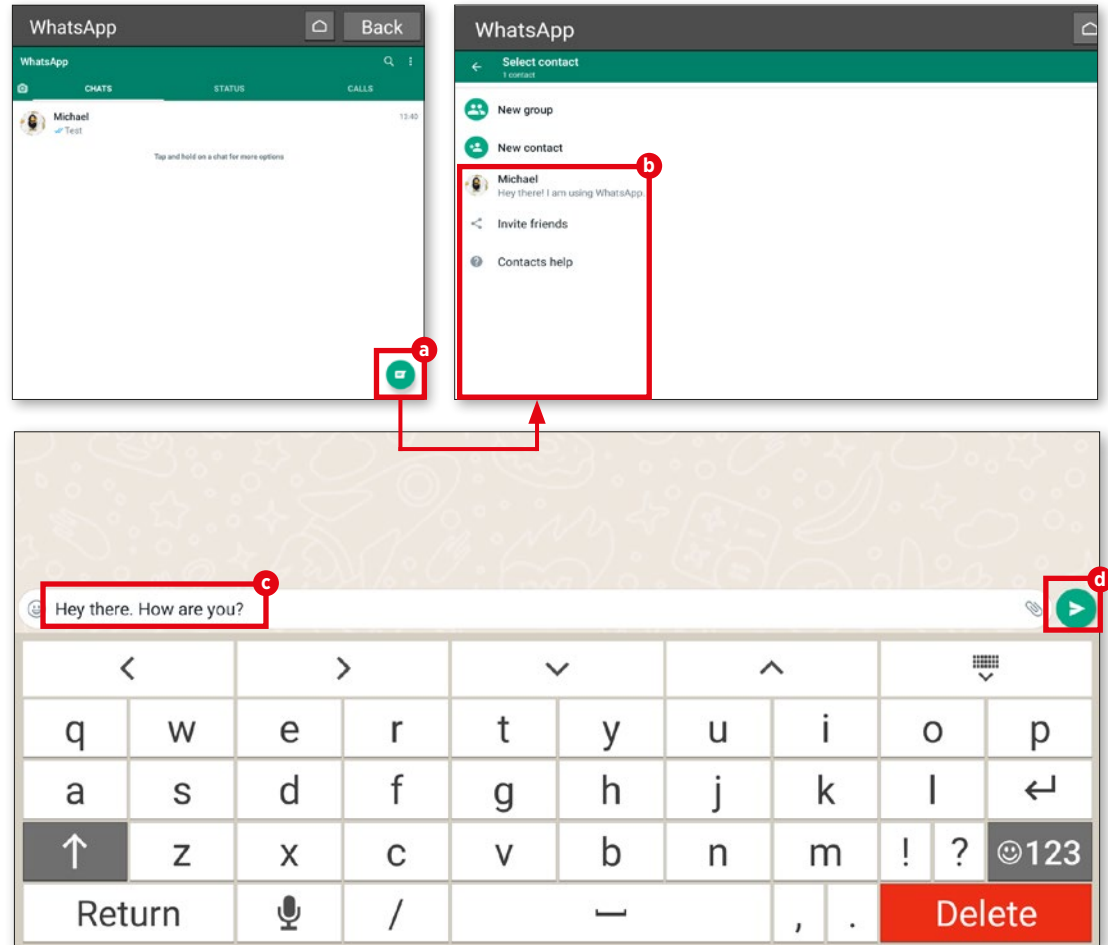 WhatsApp Back
WhatsApp
CHATS STATUS CALLS
Michael 13:40
Test
Tap and hold on a chat for more options
a
WhatsApp
Select contact
1 contact
New group
New contact
b
Michael
Hey there! I am using WhatsApp.
Invite friends
Contacts help
c
d
Hey there. How are you?
q w e r t y u i o p
a s d f g h j k l
z x c v b n m ! ? 123
Return / , . Delete